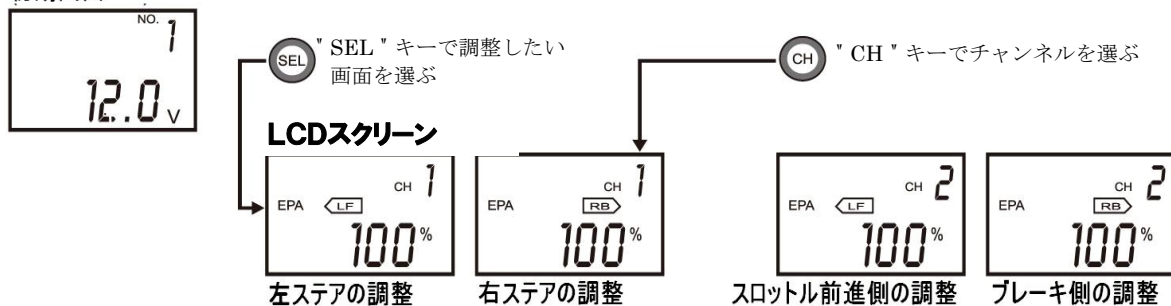 NO. 1
12.0 V
SEL
" SEL " キーで調整したい
画面を選ぶ
CH
" CH " キーでチャンネルを選ぶ
LCDスクリーン
CH 1
EPA LF
100%
左ステアの調整
CH 1
EPA RB
100%
右ステアの調整
CH 2
EPA LF
100%
スロットル前進側の調整
CH 2
EPA RB
100%
ブレーキ側の調整